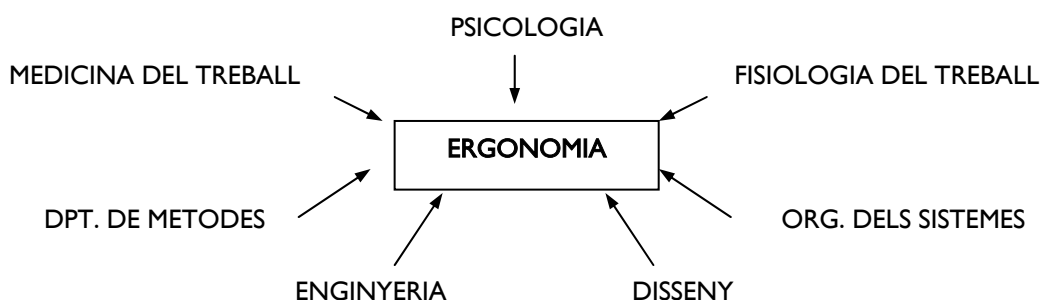 PSICOLOGIA
MEDICINA DEL TREBALL
FISIOLOGIA DEL TREBALL
ERGONOMIA
DPT. DE METODES
ORG. DELS SISTEMES
ENGINYERIA
DISSENY